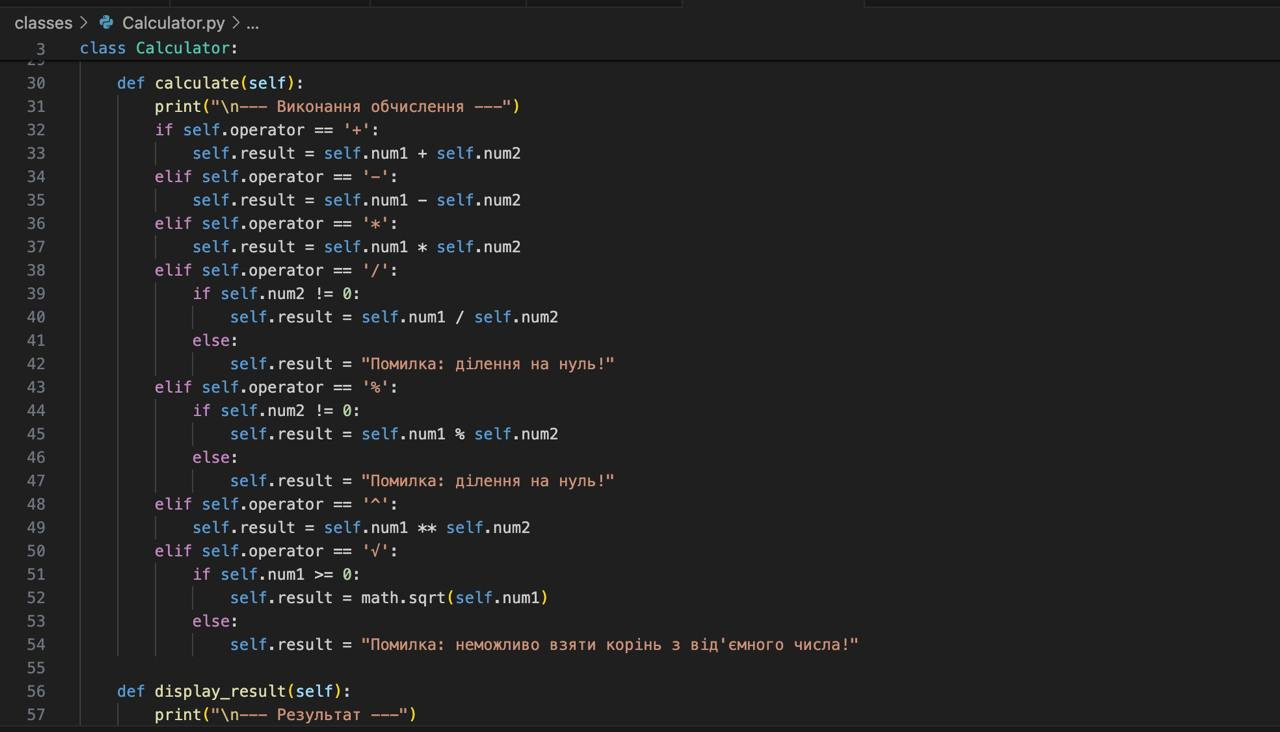 classes > Calculator.py > ...
3 class Calculator:
30 def calculate(self):
31 print("\n--- Виконання обчислення ---")
32 if self.operator == '+':
33 self.result = self.num1 + self.num2
34 elif self.operator == '-':
35 self.result = self.num1 - self.num2
36 elif self.operator == '*':
37 self.result = self.num1 * self.num2
38 elif self.operator == '/':
39 if self.num2 != 0:
40 self.result = self.num1 / self.num2
41 else:
42 self.result = "Помилка: ділення на нуль!"
43 elif self.operator == '%':
44 if self.num2 != 0:
45 self.result = self.num1 % self.num2
46 else:
47 self.result = "Помилка: ділення на нуль!"
48 elif self.operator == '^':
49 self.result = self.num1 ** self.num2
50 elif self.operator == '√':
51 if self.num1 >= 0:
52 self.result = math.sqrt(self.num1)
53 else:
54 self.result = "Помилка: неможливо взяти корінь з від'ємного числа!"
55
56 def display_result(self):
57 print("\n--- Результат ---")